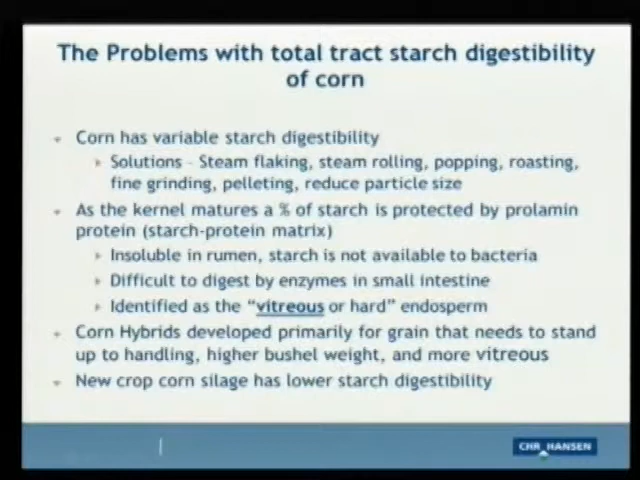 The Problems with total tract starch digestibility
of corn
Corn has variable starch digestibility
Solutions - Steam flaking, steam rolling, popping, roasting,
fine grinding, pelleting, reduce particle size
As the kernel matures a % of starch is protected by prolamin
protein (starch-protein matrix)
Insoluble in rumen, starch is not available to bacteria
Difficult to digest by enzymes in small intestine
Identified as the "vitreous or hard" endosperm
Corn Hybrids developed primarily for grain that needs to stand
up to handling, higher bushel weight, and more vitreous
New crop corn silage has lower starch digestibility
CHR HANSEN